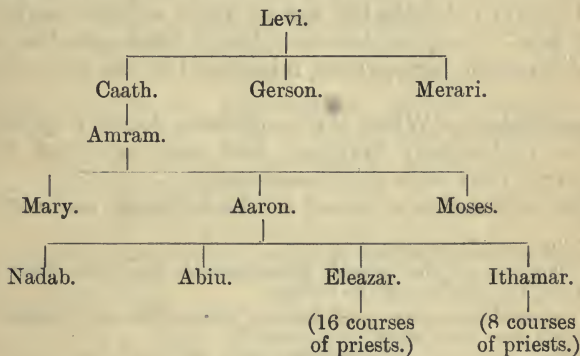 Levi.
Caath. Gerson. Merari.
Amram.
Mary. Aaron. Moses.
Nadab. Abiu. Eleazar. Ithamar.
(16 courses (8 courses
of priests.) of priests.)